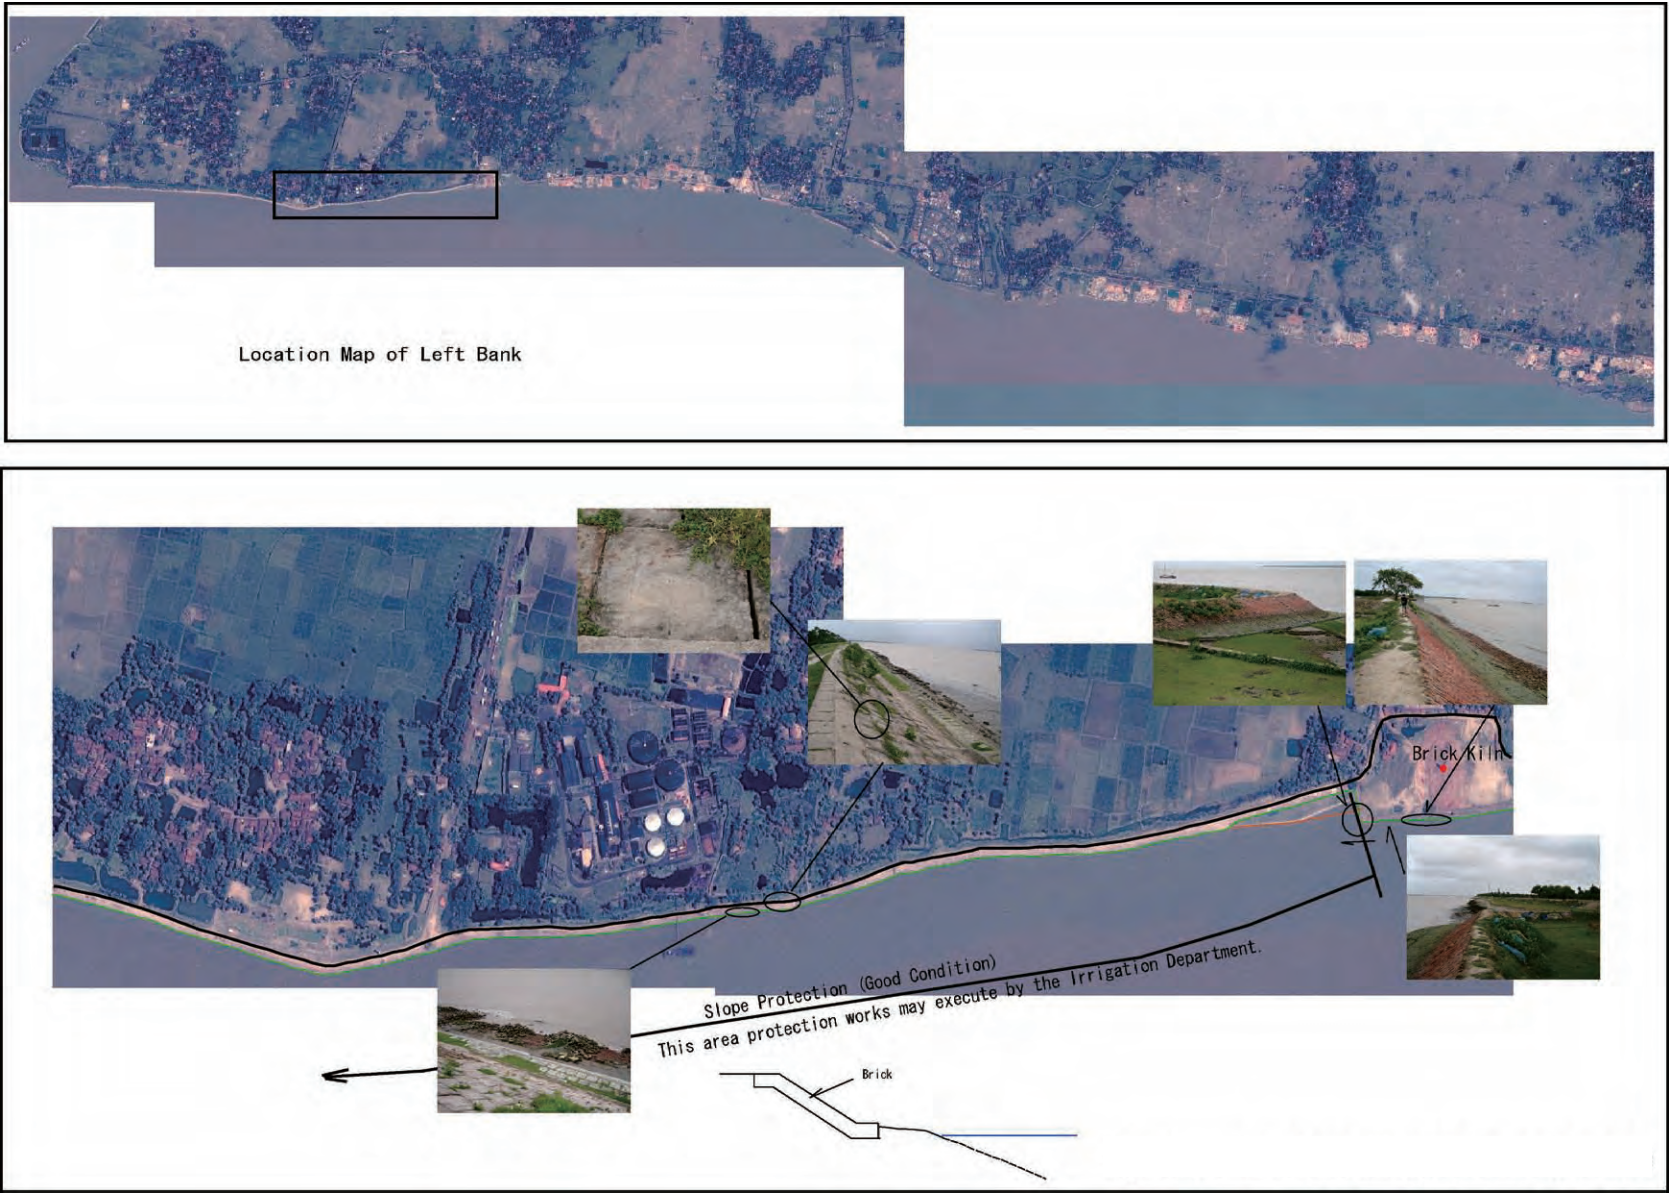 Location Map of Left Bank
Brick Kiln
Slope Protection (Good Condition)
This area protection works may execute by the Irrigation Department.
Brick